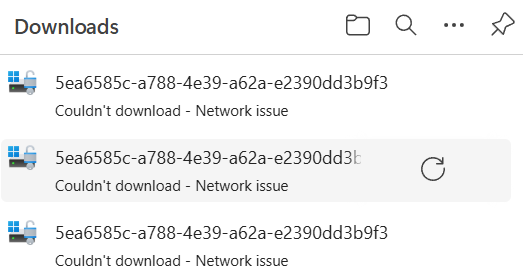 Downloads
5ea6585c-a788-4e39-a62a-e2390dd3b9f3
Couldn't download - Network issue
5ea6585c-a788-4e39-a62a-e2390dd3b
Couldn't download - Network issue
5ea6585c-a788-4e39-a62a-e2390dd3b9f3
Couldn't download - Network issue